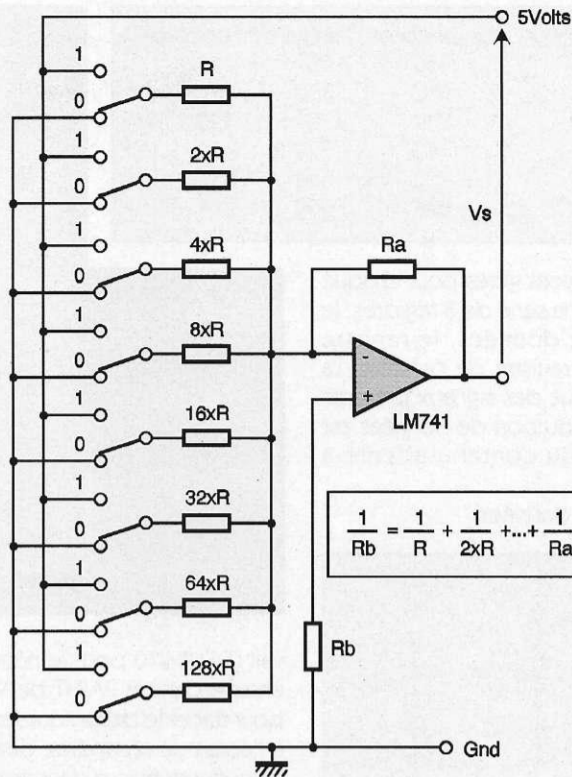 5Volts
1
R
0
1
2xR
0
1
4xR
Vs
0
Ra
1
8xR
0
-
+
1
LM741
16xR
0
1
32xR
0
1/Rb = 1/R + 1/2xR +...+ 1/Ra
1
64xR
0
Rb
1
128xR
0
Gnd